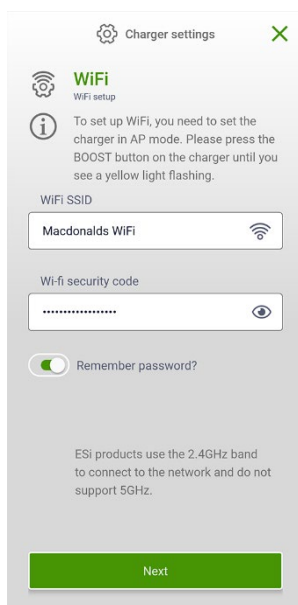 Charger settings
WiFi
WiFi setup
To set up WiFi, you need to set the
charger in AP mode. Please press the
BOOST button on the charger until you
see a yellow light flashing.
WiFi SSID
Macdonalds WiFi
Wi-fi security code
••••••••••••••••••
Remember password?
ESi products use the 2.4GHz band
to connect to the network and do not
support 5GHz.
Next